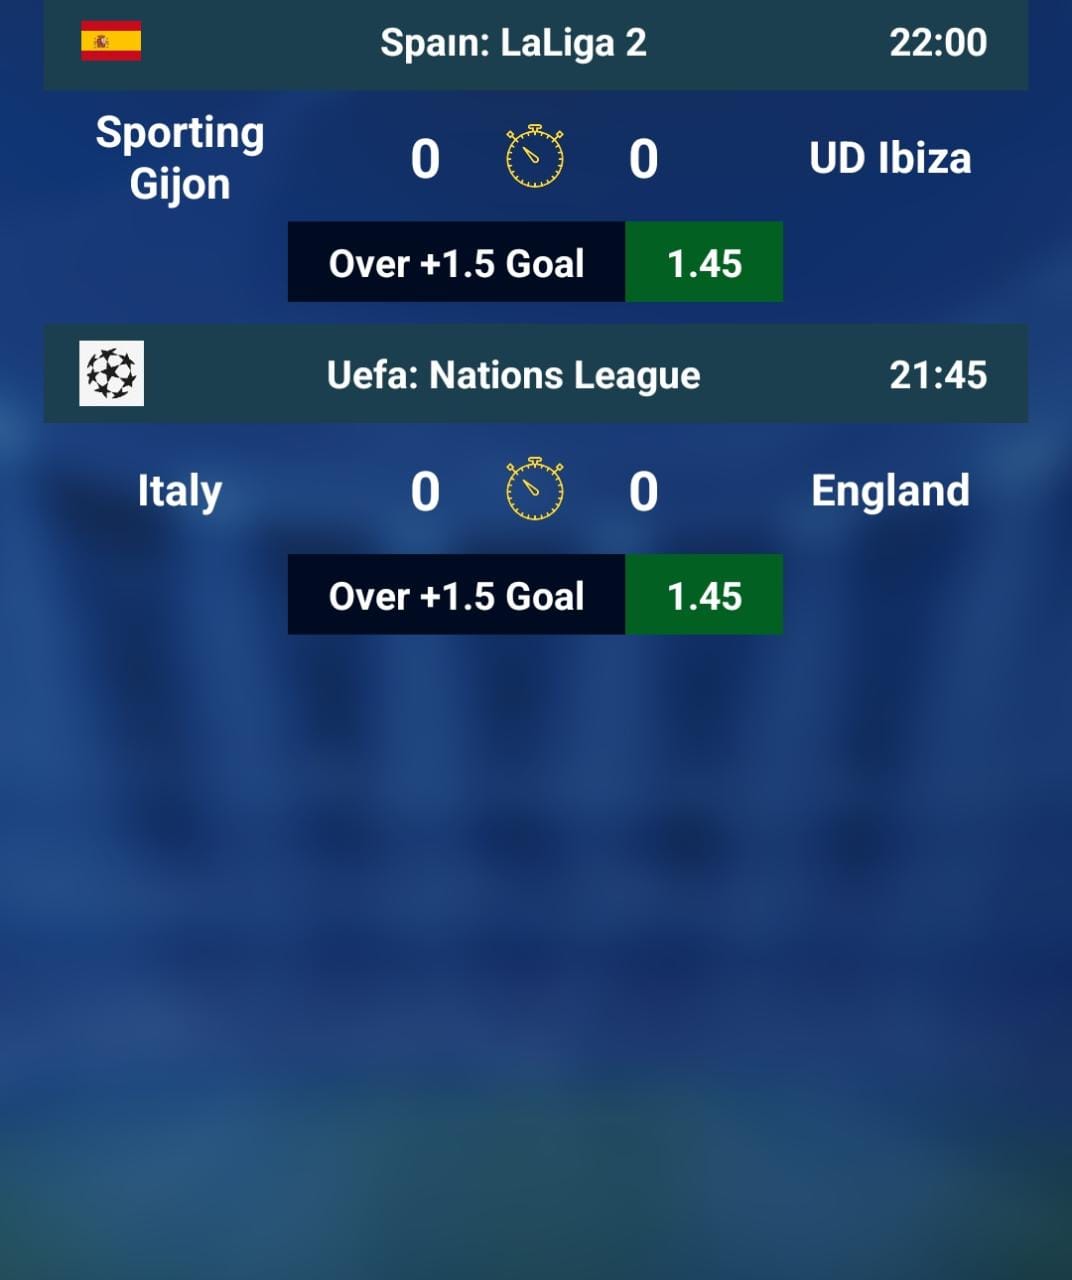 Spaın: LaLiga 2 22:00
Sporting
Gijon 0 0 UD Ibiza
Over +1.5 Goal 1.45
Uefa: Nations League 21:45
Italy 0 0 England
Over +1.5 Goal 1.45